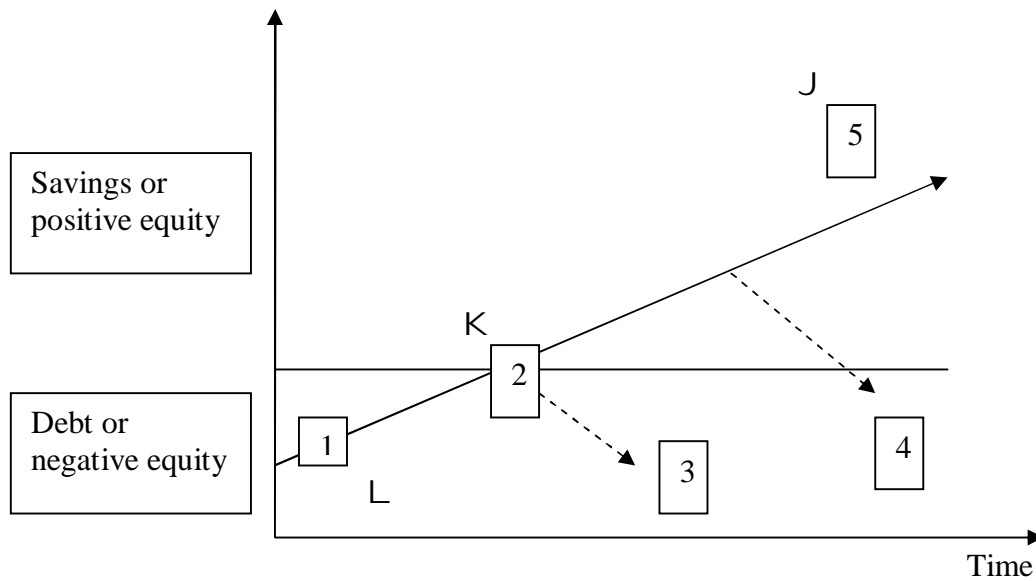 J
5
Savings or
positive equity
K
2
Debt or
negative equity
1
L
3
4
Time